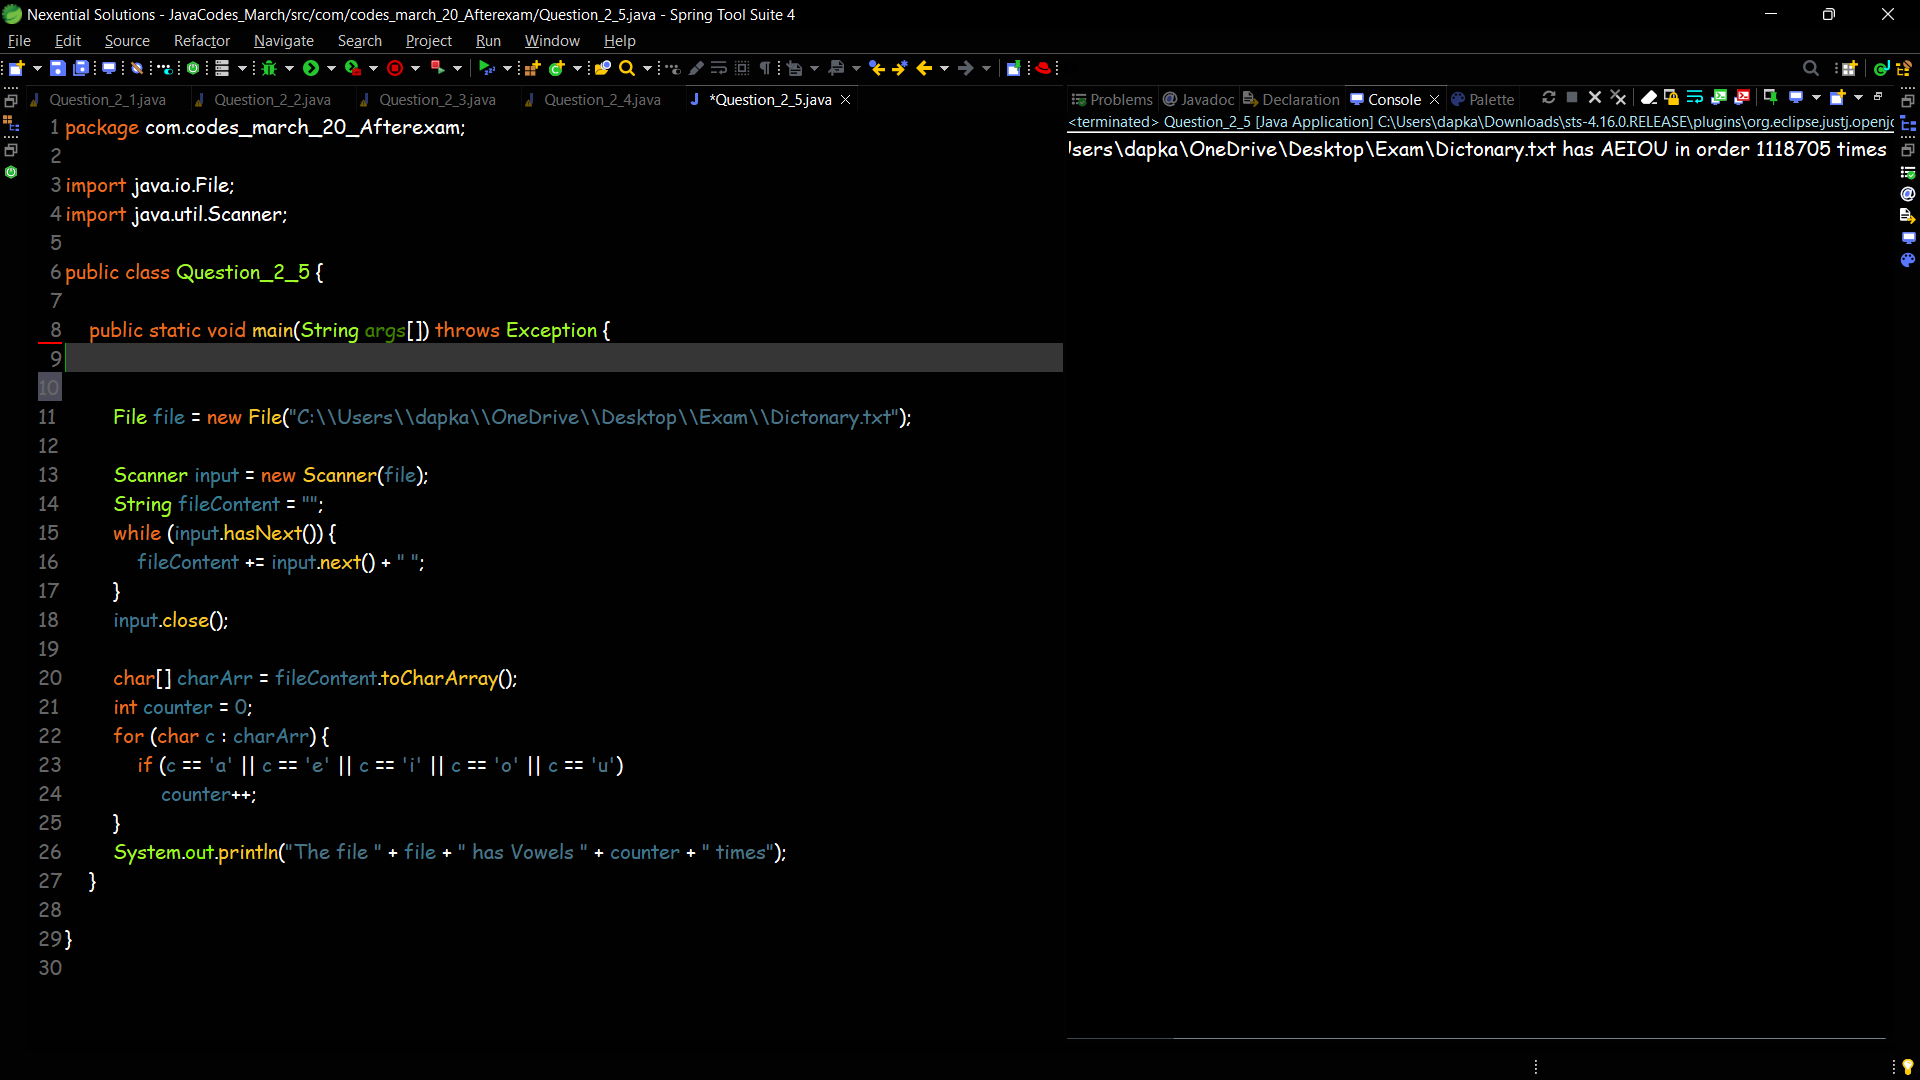 Nexential Solutions - JavaCodes_March/src/com/codes_march_20_Afterexam/Question_2_5.java - Spring Tool Suite 4
File Edit Source Refactor Navigate Search Project Run Window Help
Question_2_1.java Question_2_2.java Question_2_3.java Question_2_4.java *Question_2_5.java
1 package com.codes_march_20_Afterexam;
2
3 import java.io.File;
4 import java.util.Scanner;
5
6 public class Question_2_5 {
7
8 public static void main(String args[]) throws Exception {
9
10
11 File file = new File("C:\\Users\\dapka\\OneDrive\\Desktop\\Exam\\Dictonary.txt");
12
13 Scanner input = new Scanner(file);
14 String fileContent = "";
15 while (input.hasNext()) {
16 fileContent += input.next() + " ";
17 }
18 input.close();
19
20 char[] charArr = fileContent.toCharArray();
21 int counter = 0;
22 for (char c : charArr) {
23 if (c == 'a' || c == 'e' || c == 'i' || c == 'o' || c == 'u')
24 counter++;
25 }
26 System.out.println("The file " + file + " has Vowels " + counter + " times");
27 }
28
29 }
30
Problems Javadoc Declaration Console Palette
<terminated> Question_2_5 [Java Application] C:\Users\dapka\Downloads\sts-4.16.0.RELEASE\plugins\org.eclipse.justj.openjc
sers\dapka\OneDrive\Desktop\Exam\Dictonary.txt has AEIOU in order 1118705 times